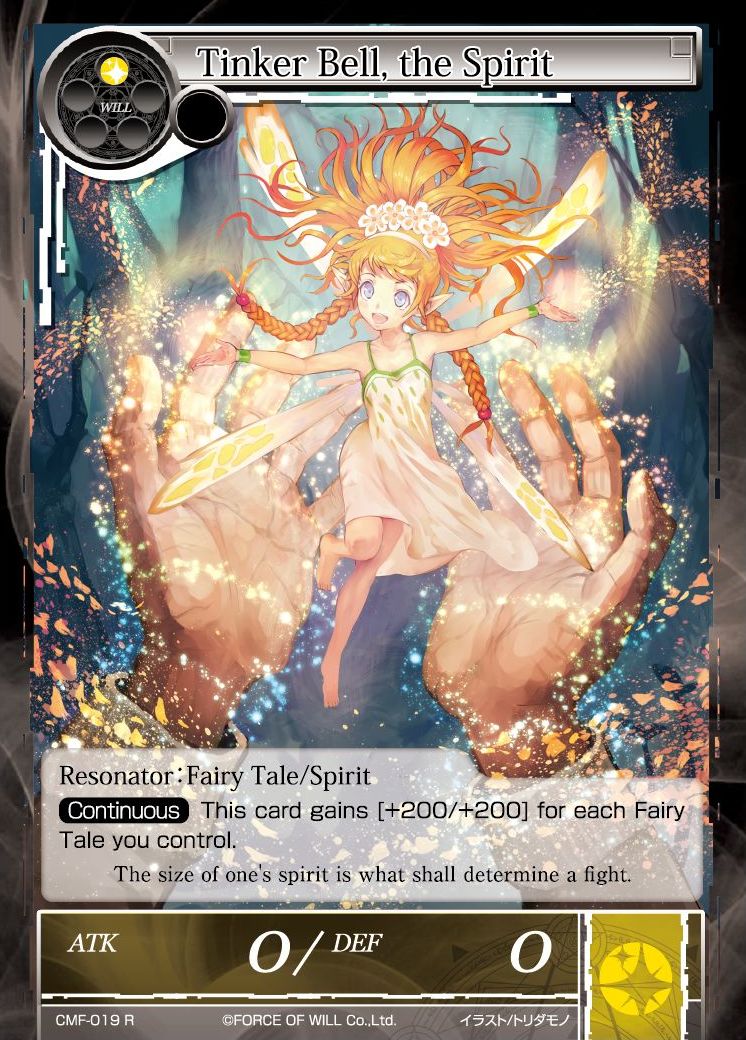 Tinker Bell, the Spirit
WILL
Resonator:Fairy Tale/Spirit
Continuous This card gains [+200/+200] for each Fairy
Tale you control.
The size of one's spirit is what shall determine a fight.
ATK 0/ DEF 0
CMF-019 R ©FORCE OF WILL Co.,Ltd. イラスト/トリダモノ